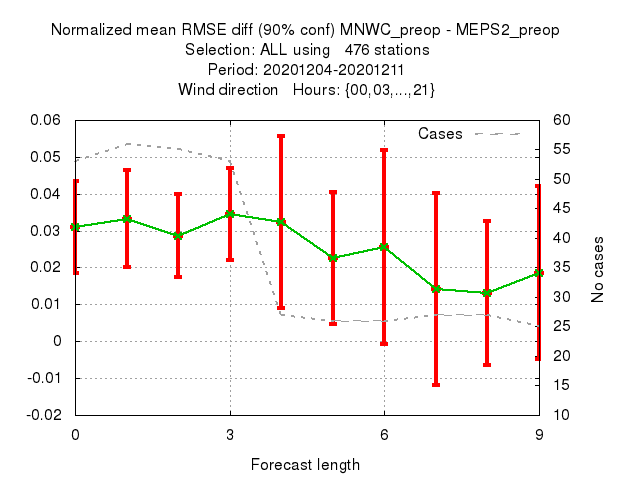 Normalized mean RMSE diff (90% conf) MNWC_preop - MEPS2_preop
Selection: ALL using   476 stations
Period: 20201204-20201211
Wind direction   Hours: {00,03,...,21}
Cases
0.06
0.05
0.04
0.03
0.02
0.01
0
-0.01
-0.02
60
55
50
45
40
35
30
25
20
15
10
No cases
0 3 6 9
Forecast length